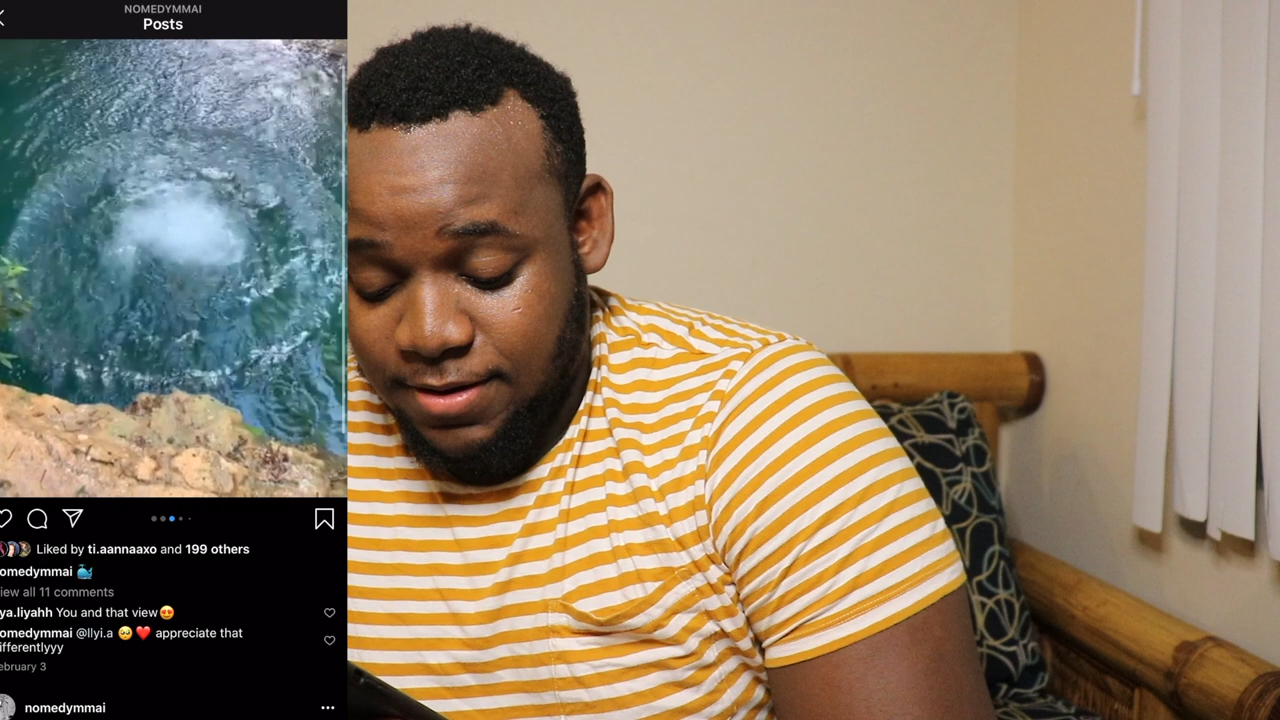 NOMEDYMMAI
Posts
Liked by ti.aannaaxo and 199 others
omedymmai 🐳
iew all 11 comments
ya.liyahh You and that view😍
omedymmai @llyi.a 🥺❤️ appreciate that
ifferentlyyy
ebruary 3
nomedymmai